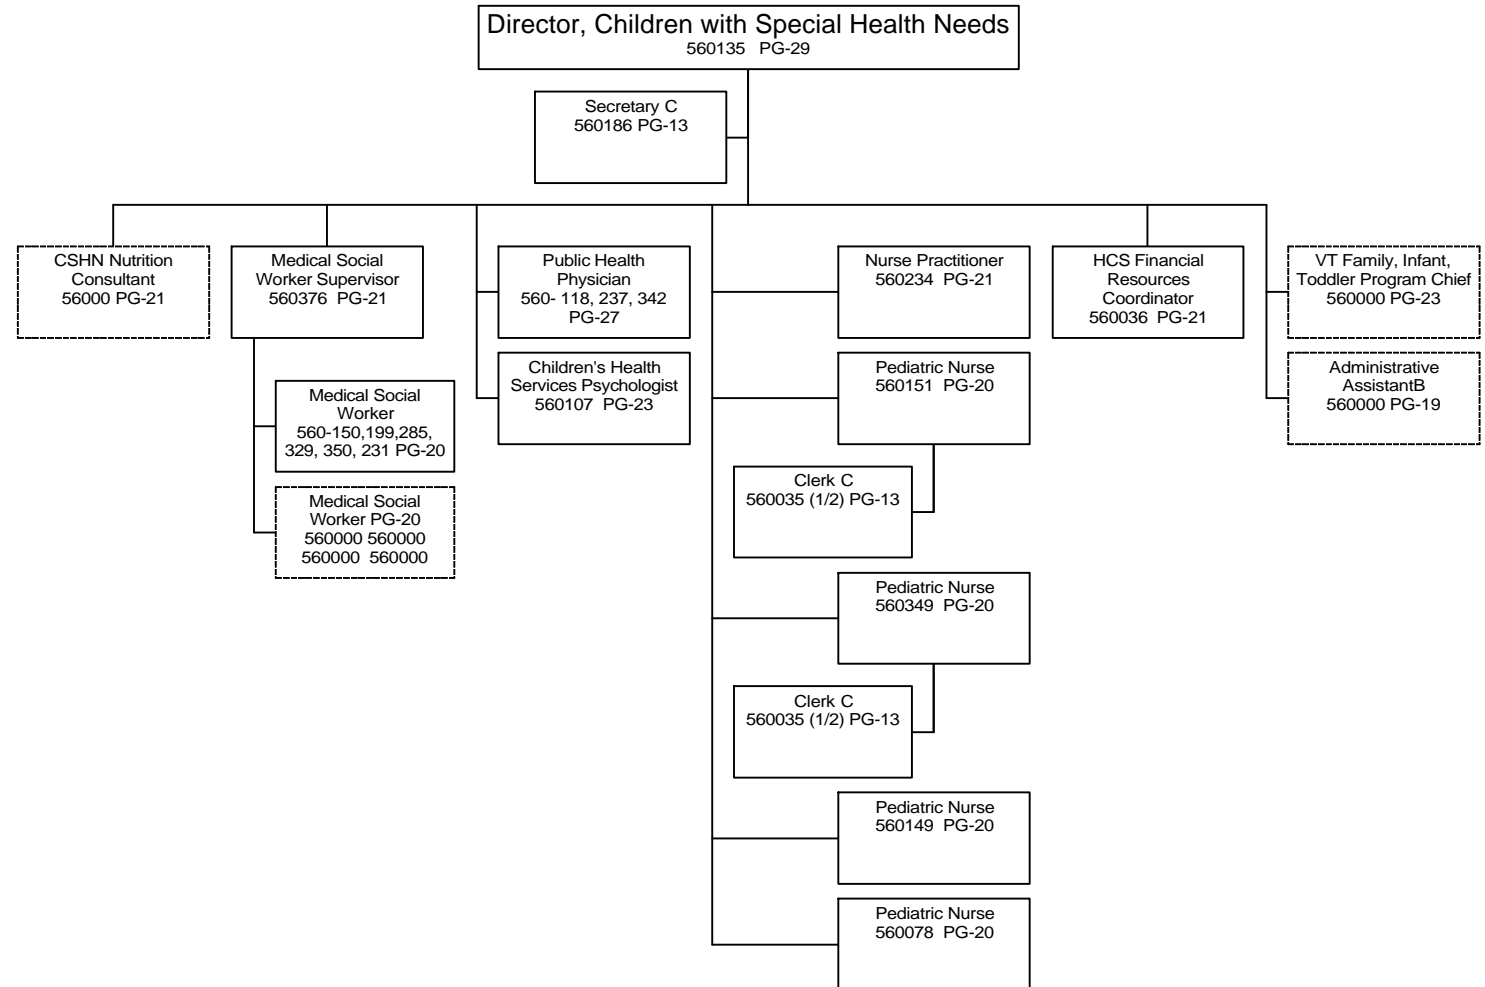 Director, Children with Special Health Needs
560135 PG-29
Secretary C
560186 PG-13
CSHN Nutrition
Consultant
56000 PG-21
Medical Social
Worker Supervisor
560376 PG-21
Medical Social
Worker
560-150,199,285,
329, 350, 231 PG-20
Medical Social
Worker PG-20
560000 560000
560000 560000
Public Health
Physician
560- 118, 237, 342
PG-27
Children's Health
Services Psychologist
560107 PG-23
Nurse Practitioner
560234 PG-21
Pediatric Nurse
560151 PG-20
Clerk C
560035 (1/2) PG-13
Pediatric Nurse
560349 PG-20
Clerk C
560035 (1/2) PG-13
Pediatric Nurse
560149 PG-20
Pediatric Nurse
560078 PG-20
HCS Financial
Resources
Coordinator
560036 PG-21
VT Family, Infant,
Toddler Program Chief
560000 PG-23
Administrative
AssistantB
560000 PG-19